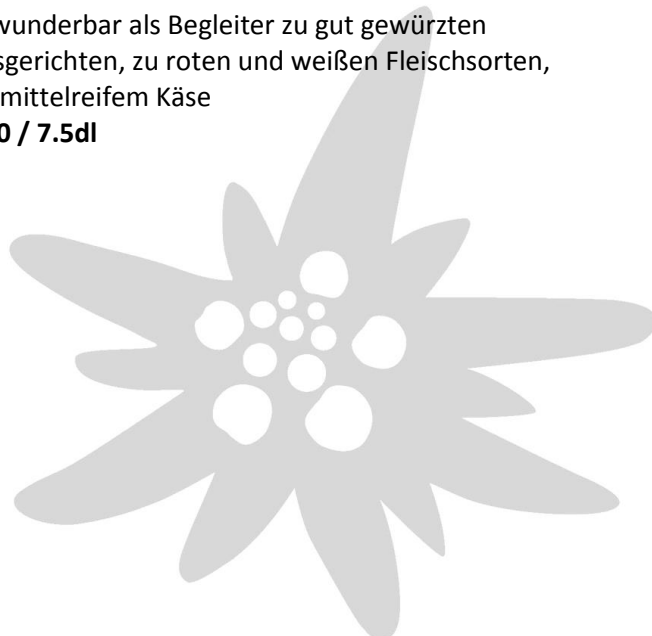 wunderbar als Begleiter zu gut gewürzten
sgerichten, zu roten und weißen Fleischsorten,
mittelreifem Käse
0 / 7.5dl